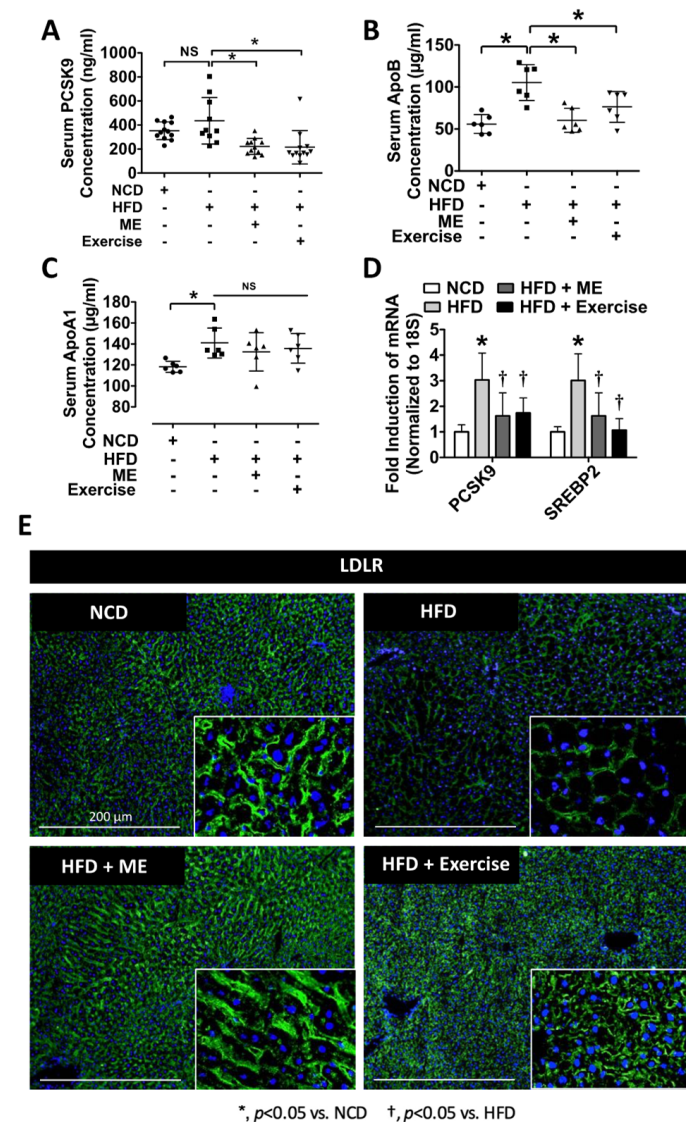 A
Serum PCSK9
Concentration (ng/ml)
1000
800
600
400
200
0
NS
*
*
NCD + - - -
HFD - + + +
ME - - + -
Exercise - - - +
B
Serum ApoB
Concentration (µg/ml)
150
100
50
0
*
*
*
NCD + - - -
HFD - + + +
ME - - + -
Exercise - - - +
C
Serum ApoA1
Concentration (µg/ml)
160
140
120
100
80
*
NS
NCD + - - -
HFD - + + +
ME - - + -
Exercise - - - +
D
NCD HFD + ME
HFD HFD + Exercise
Fold Induction of mRNA
(Normalized to 18S)
5
4
3
2
1
0
* † †
* † †
PCSK9
SREBP2
E
LDLR
NCD
HFD
200 µm
HFD + ME
HFD + Exercise
*, p<0.05 vs. NCD †, p<0.05 vs. HFD